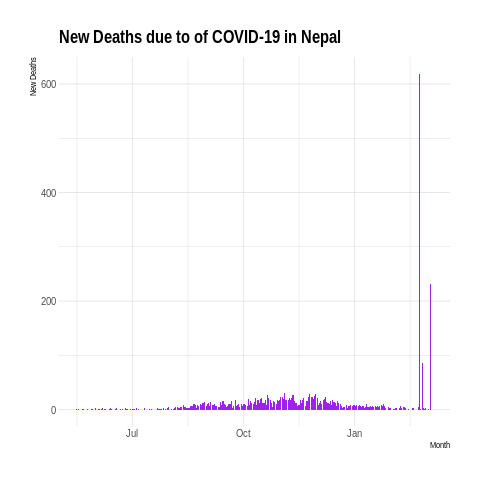 New Deaths due to of COVID-19 in Nepal
New Deaths
600
400
200
0
Jul
Oct
Jan
Month